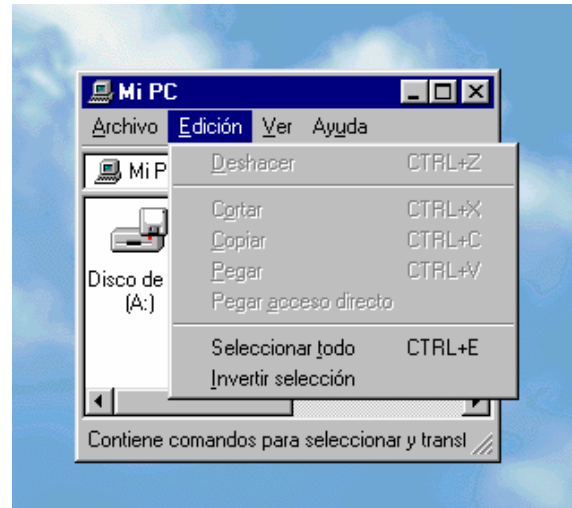 Mi PC
Archivo Edición Ver Ayuda
Mi P
Deshacer CTRL+Z
Cortar CTRL+X
Copiar CTRL+C
Pegar CTRL+V
Pegar acceso directo
Seleccionar todo CTRL+E
Invertir selección
Disco de
(A:)
Contiene comandos para seleccionar y transl